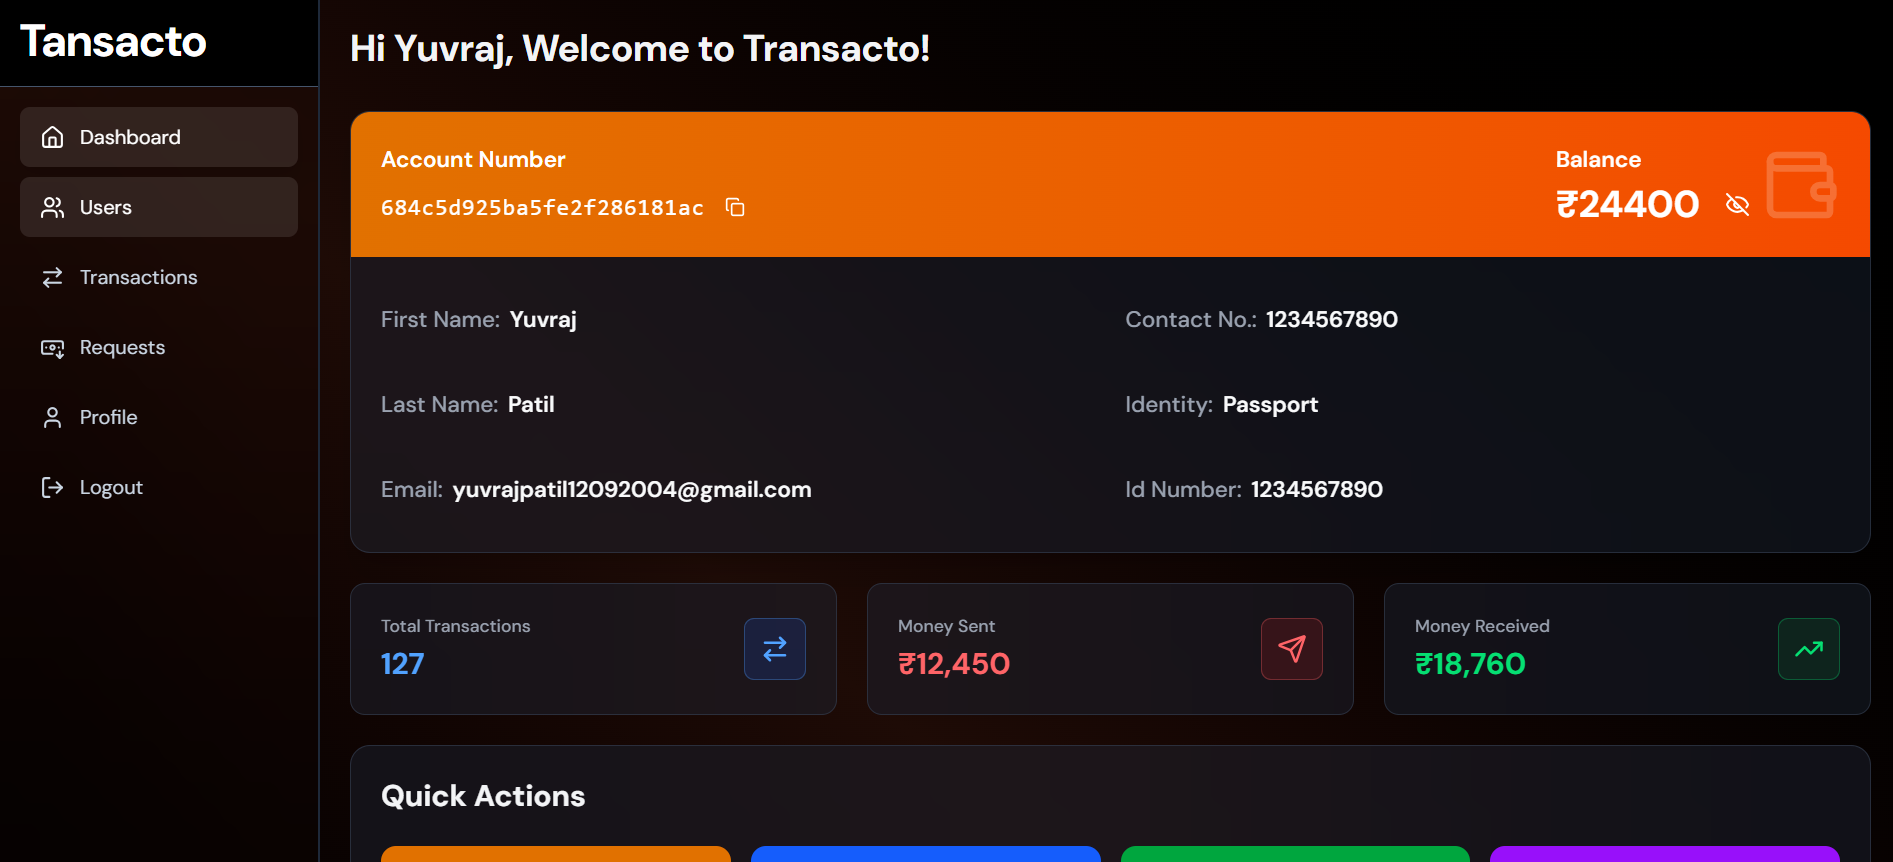 Tansacto
Dashboard
Users
Transactions
Requests
Profile
Logout
Hi Yuvraj, Welcome to Transacto!
Account Number
684c5d925ba5fe2f286181ac
Balance
₹24400
First Name: Yuvraj
Contact No.: 1234567890
Last Name: Patil
Identity: Passport
Email: yuvrajpatil12092004@gmail.com
Id Number: 1234567890
Total Transactions
127
Money Sent
₹12,450
Money Received
₹18,760
Quick Actions